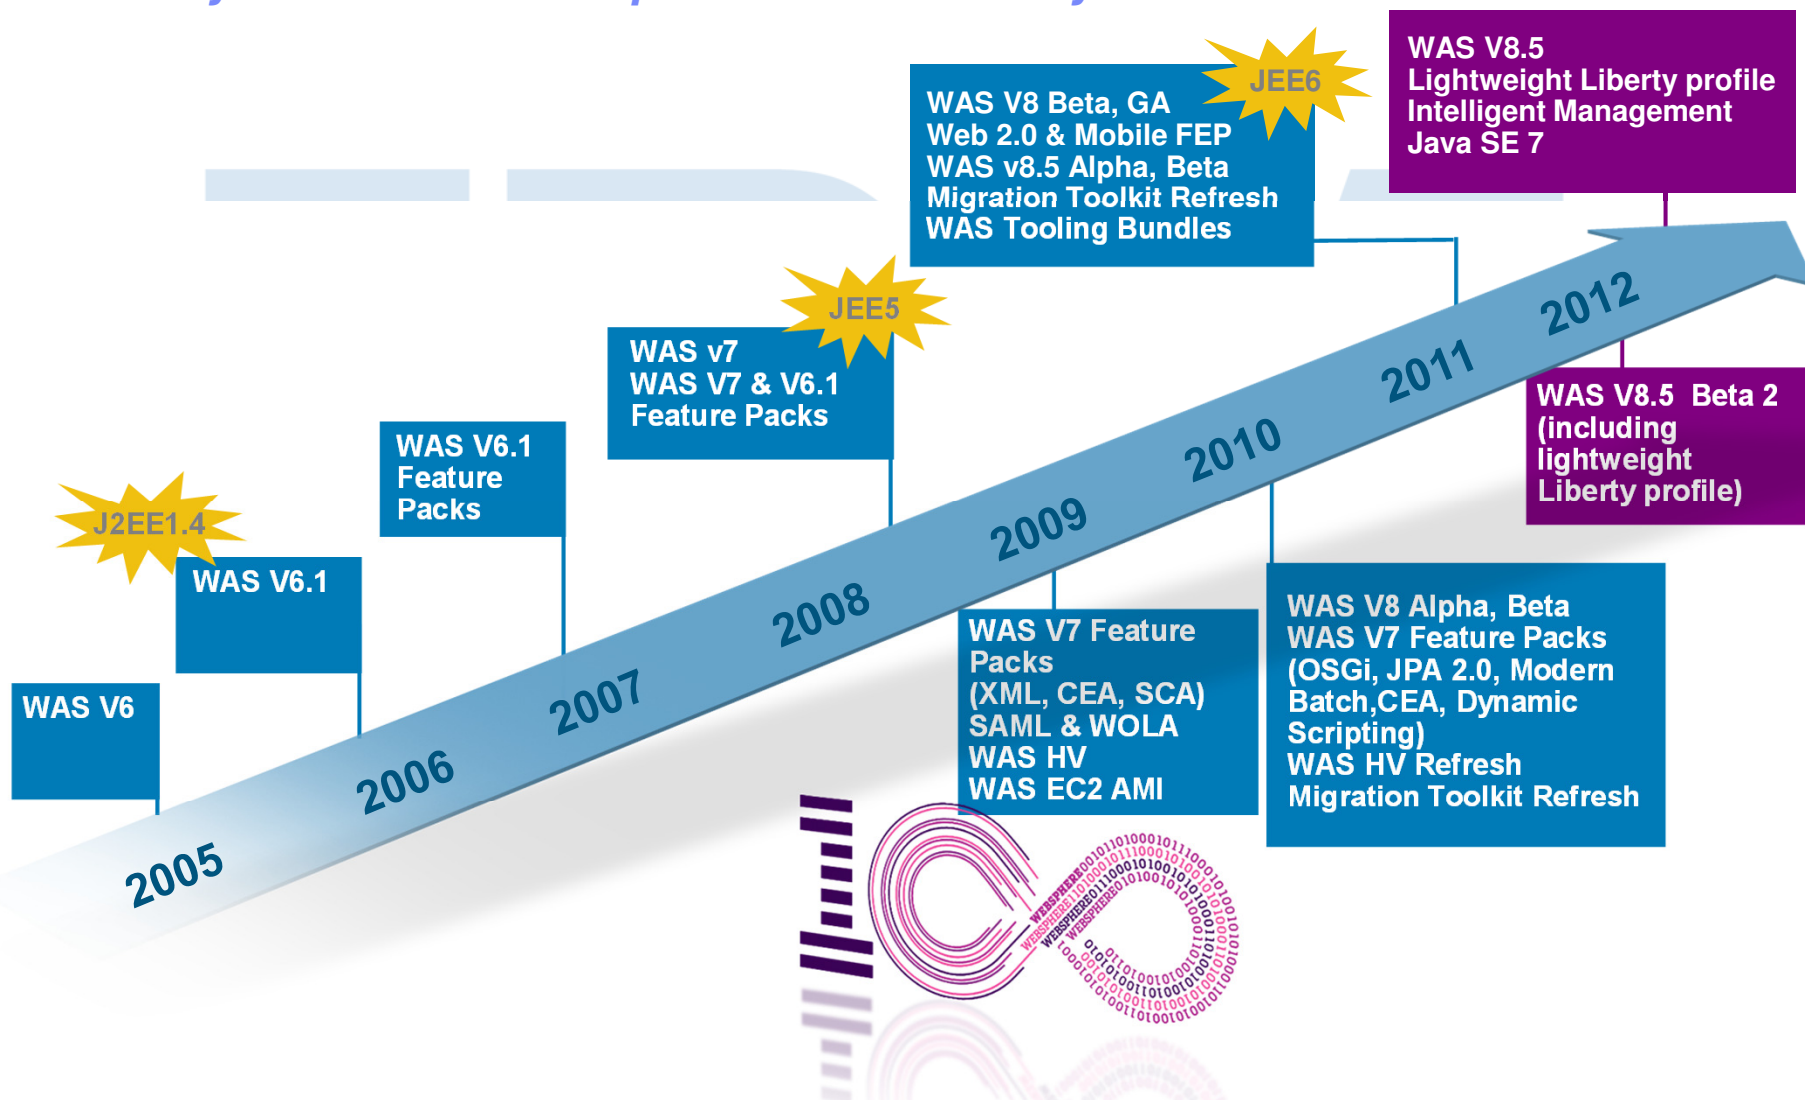 WAS V8.5
Lightweight Liberty profile
Intelligent Management
Java SE 7
JEE6
WAS V8 Beta, GA
Web 2.0 & Mobile FEP
WAS v8.5 Alpha, Beta
Migration Toolkit Refresh
WAS Tooling Bundles
JEE5
WAS v7
WAS V7 & V6.1
Feature Packs
WAS V6.1
Feature
Packs
J2EE1.4
WAS V6.1
WAS V6
2005
2006
2007
2008
2009
2010
2011
2012
WAS V8.5 Beta 2
(including
lightweight
Liberty profile)
WAS V7 Feature
Packs
(XML, CEA, SCA)
SAML & WOLA
WAS HV
WAS EC2 AMI
WAS V8 Alpha, Beta
WAS V7 Feature Packs
(OSGi, JPA 2.0, Modern
Batch,CEA, Dynamic
Scripting)
WAS HV Refresh
Migration Toolkit Refresh
WEBSPHERE
WEBSPHERE
WEBSPHERE
WEBSPHERE